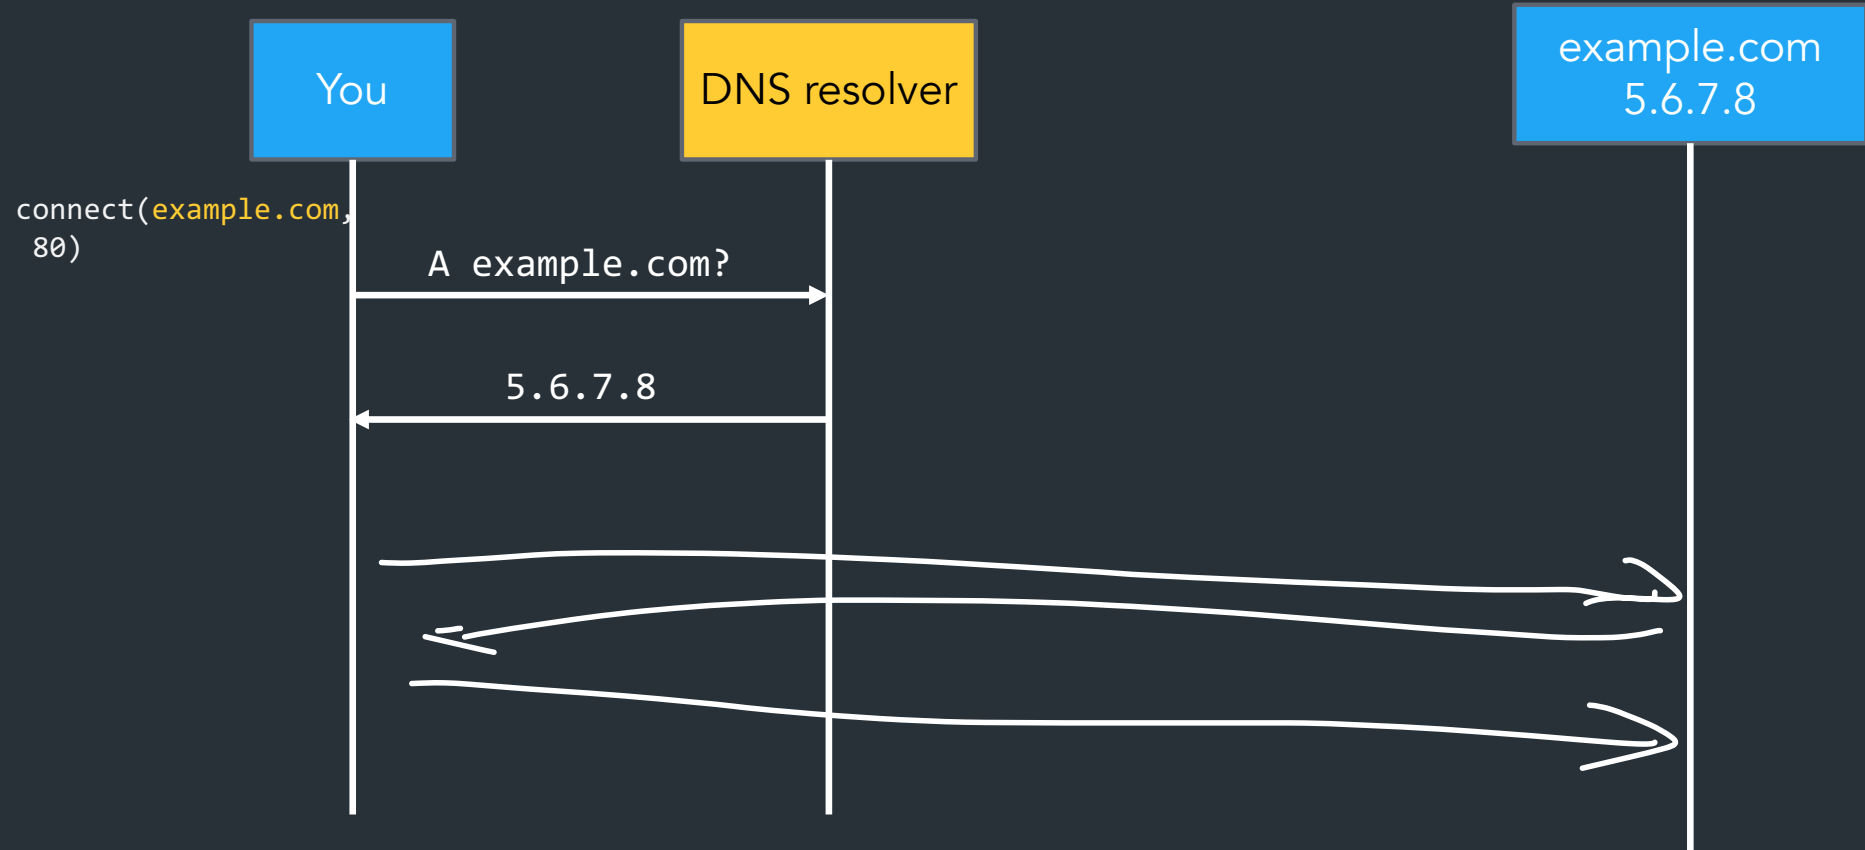 You
DNS resolver
example.com
5.6.7.8
connect(example.com,
80)
A example.com?
5.6.7.8